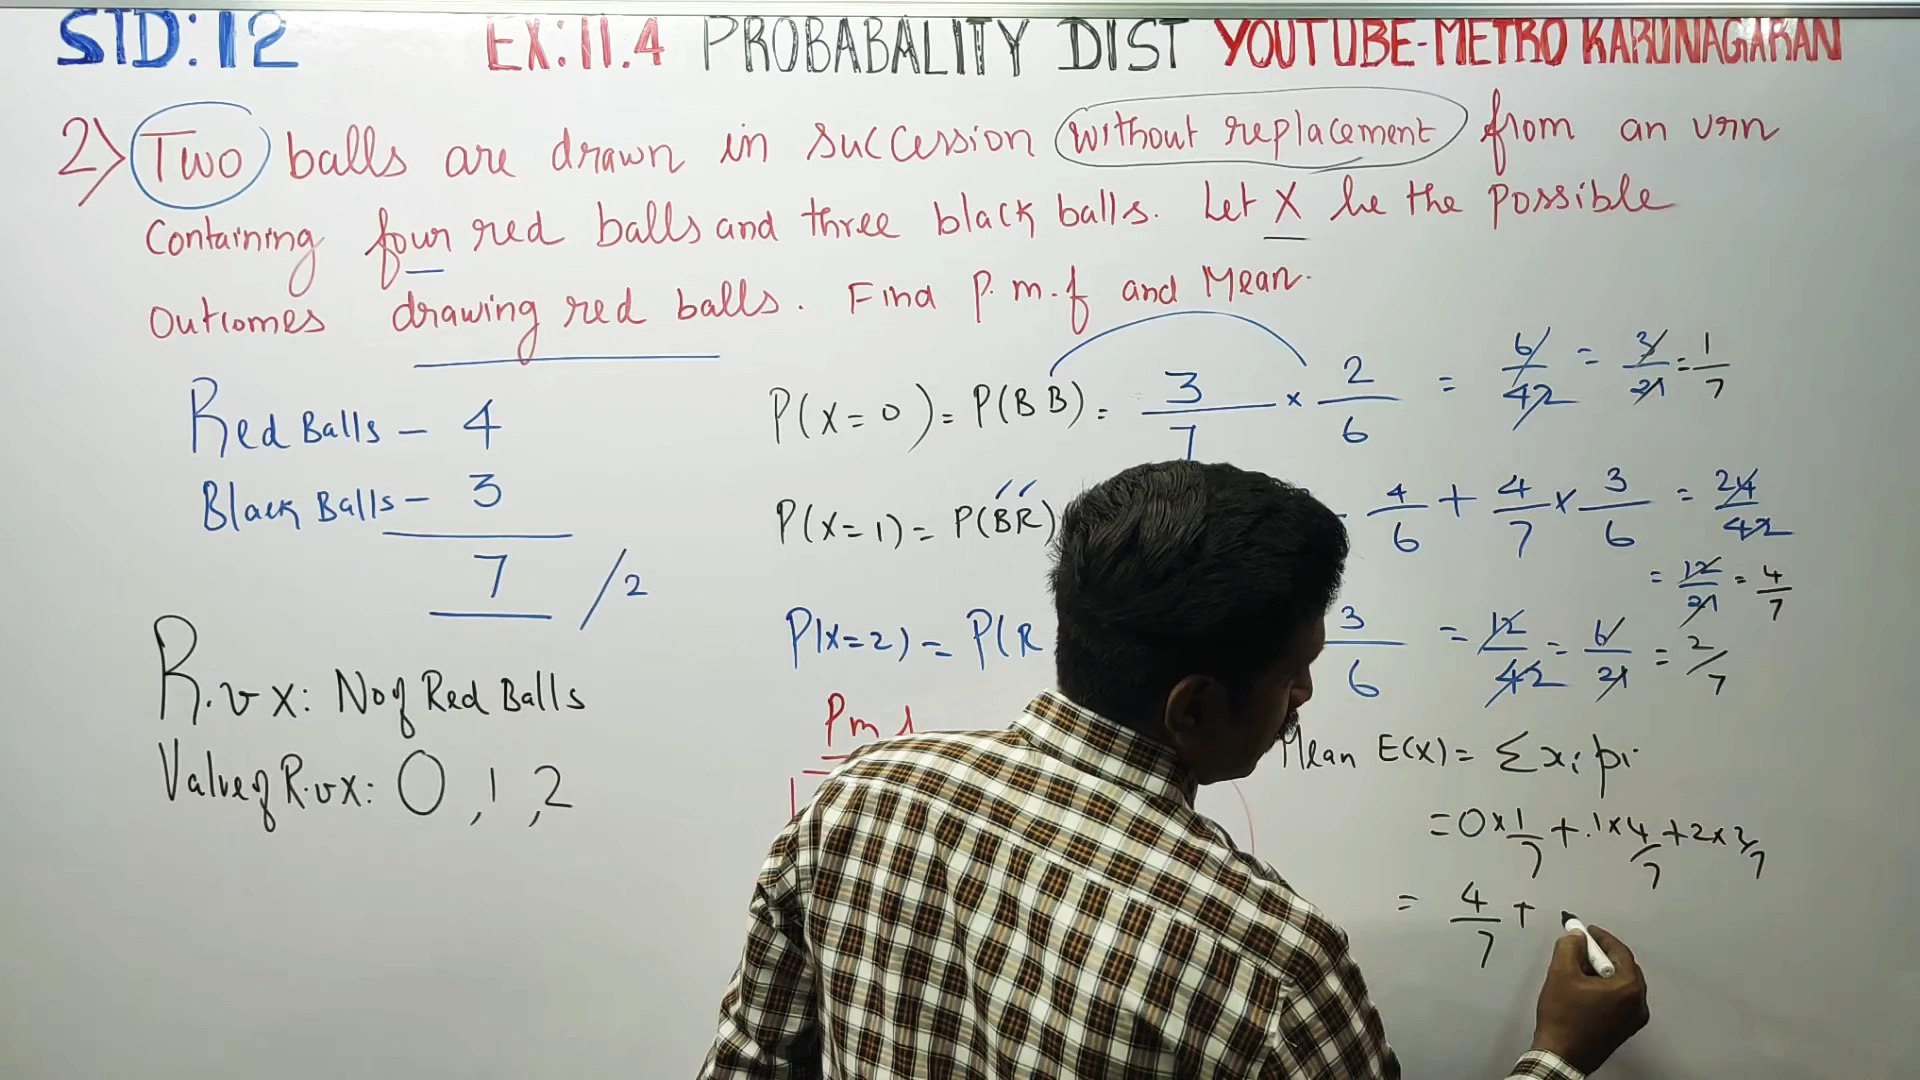 STD:12 EX:11.4 PROBABALITY DIST YOUTUBE-METRO KARUNAGARAN
2) Two balls are drawn in succession without replacement from an urn
Containing four red balls and three black balls. Let X be the possible
Outcomes drawing red balls. Find P.m.f and Mean.
Red Balls - 4
Black Balls - 3
7 /2
R.v X: No of Red Balls
Value of R.v X: 0, 1, 2
P(X=0) = P(BB) = 3/7 × 2/6 = 6/42 = 3/21 = 1/7
P(X=1) = P(BR) 4/6 + 4/7 × 3/6 = 24/42
= 12/21 = 4/7
P(X=2) = P(R 3/6 = 12/42 = 6/21 = 2/7
Pm
Mean E(X) = Σxi pi
= 0×1/7 + 1×4/7 + 2×2/7
= 4/7 +